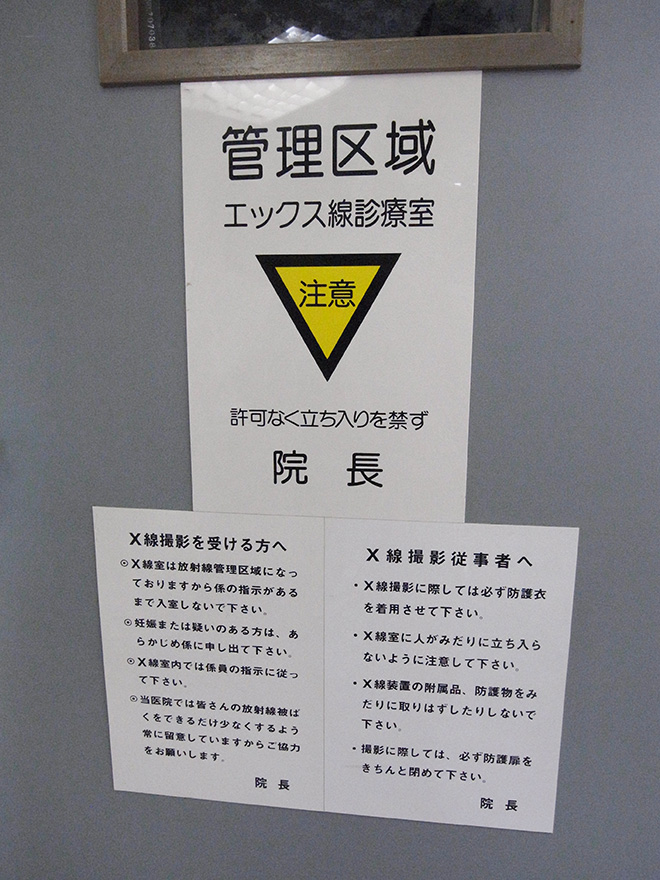 管理区域
エックス線診療室
注意
許可なく立ち入りを禁ず
院 長
X線撮影を受ける方へ
◎X線室は放射線管理区域になっ
ておりますから係の指示がある
まで入室しないで下さい。
◎妊娠または疑いのある方は、あ
らかじめ係に申し出て下さい。
◎X線室内では係員の指示に従っ
て下さい。
◎当医院では皆さんの放射線被ば
くをできるだけ少なくするよう
常に留意していますからご協力
をお願いします。
院 長
X線撮影従事者へ
・X線撮影に際しては必ず防護衣
を着用させて下さい。
・X線室に人がみだりに立ち入ら
ないように注意して下さい。
・X線装置の附属品、防護物をみ
だりに取りはずしたりしないで
下さい。
・撮影に際しては、必ず防護扉を
きちんと閉めて下さい。
院 長